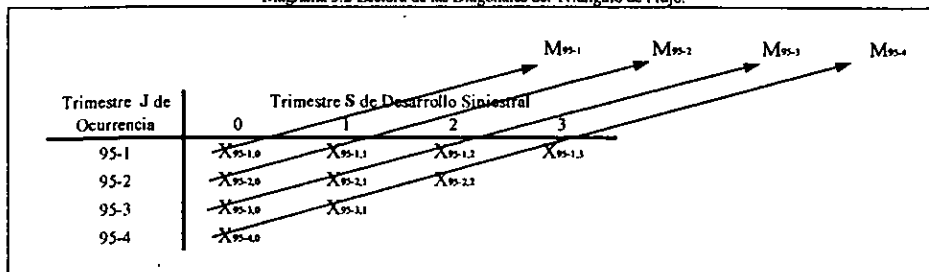 Diagrama 3.2 Lectura de las Diagonales del Triángulo de Flujo.
M95-1 M95-2 M95-3 M95-4
Trimestre J de Trimestre S de Desarrollo Siniestral
Ocurrencia 0 1 2 3
95-1 X95-1,0 X95-1,1 X95-1,2 X95-1,3
95-2 X95-2,0 X95-2,1 X95-2,2
95-3 X95-3,0 X95-3,1
95-4 X95-4,0